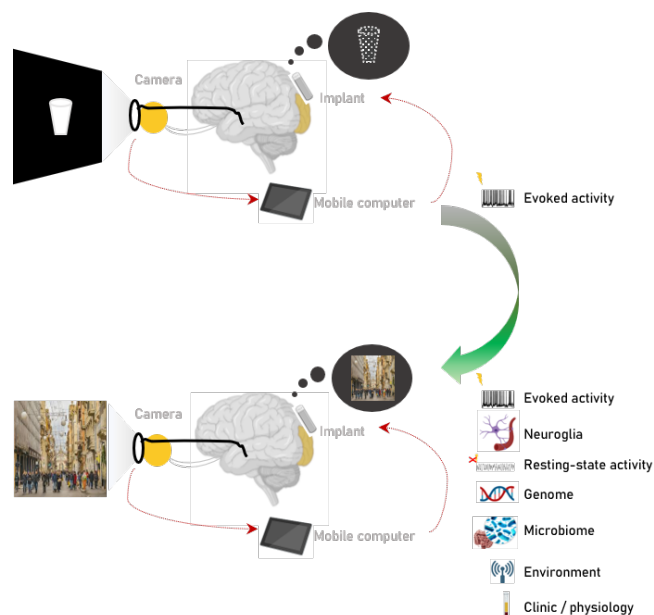 Camera
Implant
Mobile computer
Evoked activity
Camera
Implant
Mobile computer
Evoked activity
Neuroglia
Resting-state activity
Genome
Microbiome
Environment
Clinic / physiology